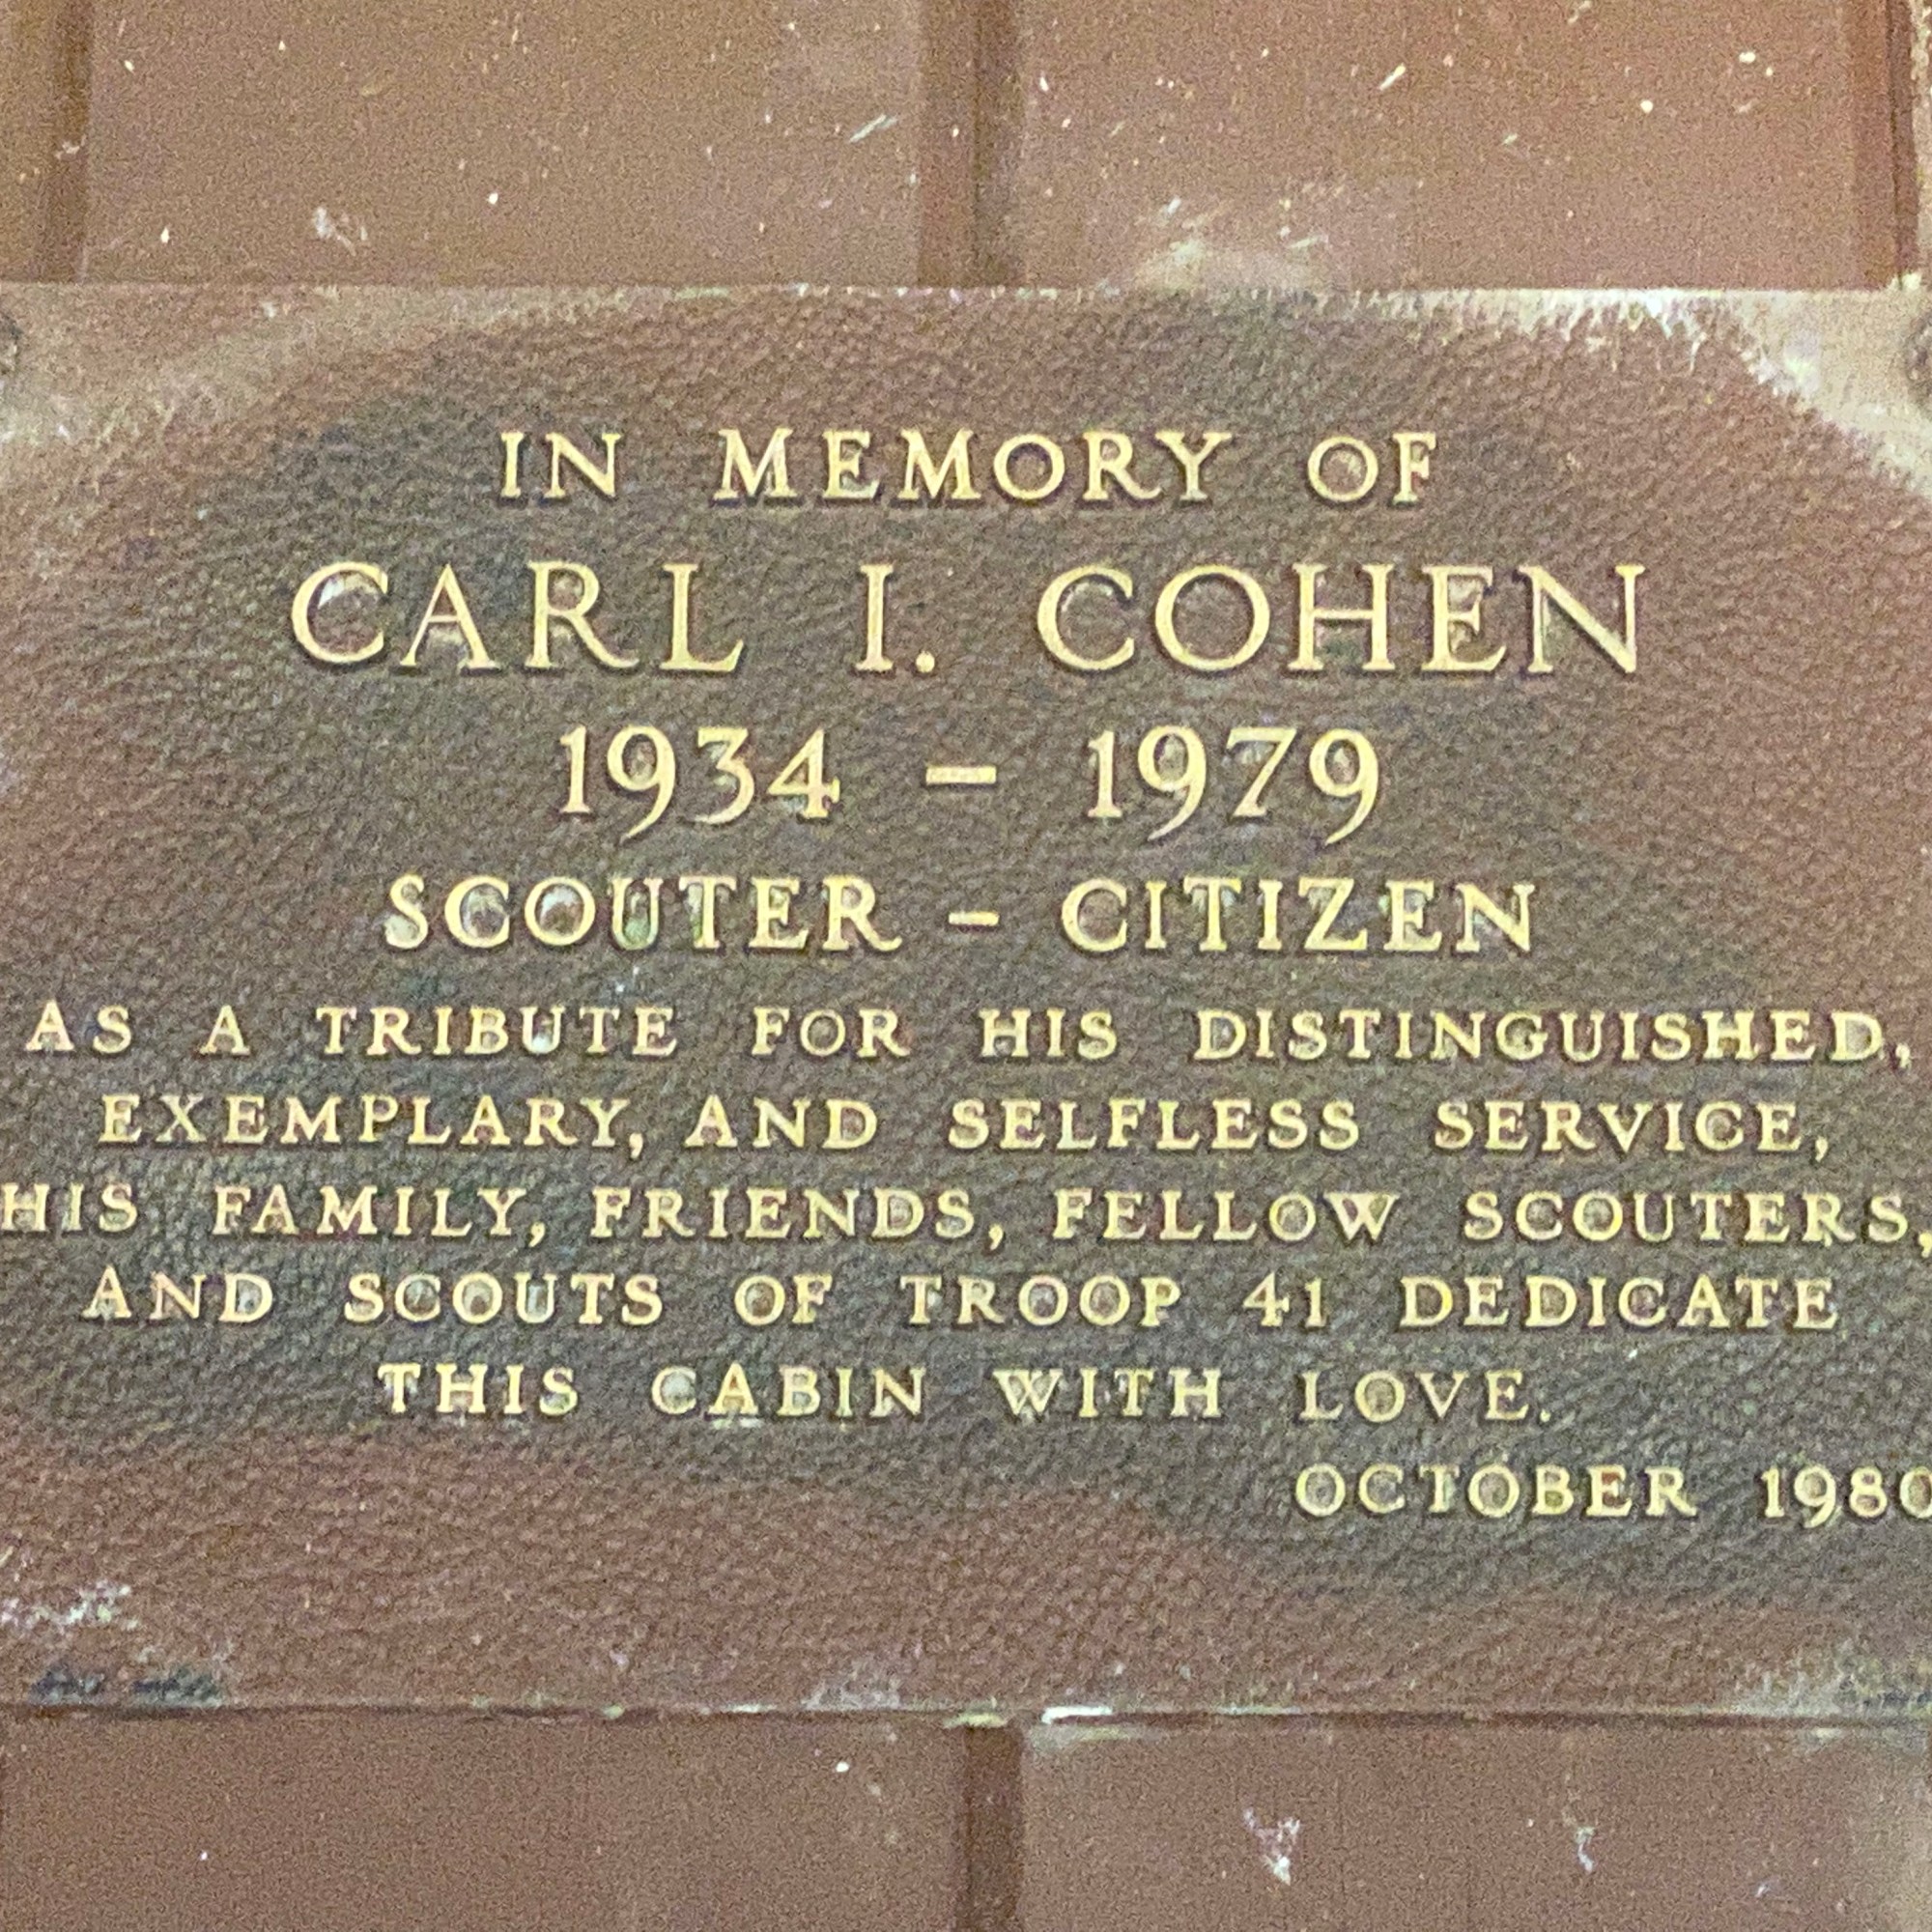 IN MEMORY OF
CARL I. COHEN
1934 – 1979
SCOUTER – CITIZEN
AS A TRIBUTE FOR HIS DISTINGUISHED,
EXEMPLARY, AND SELFLESS SERVICE,
HIS FAMILY, FRIENDS, FELLOW SCOUTERS,
AND SCOUTS OF TROOP 41 DEDICATE
THIS CABIN WITH LOVE.
OCTOBER 1980